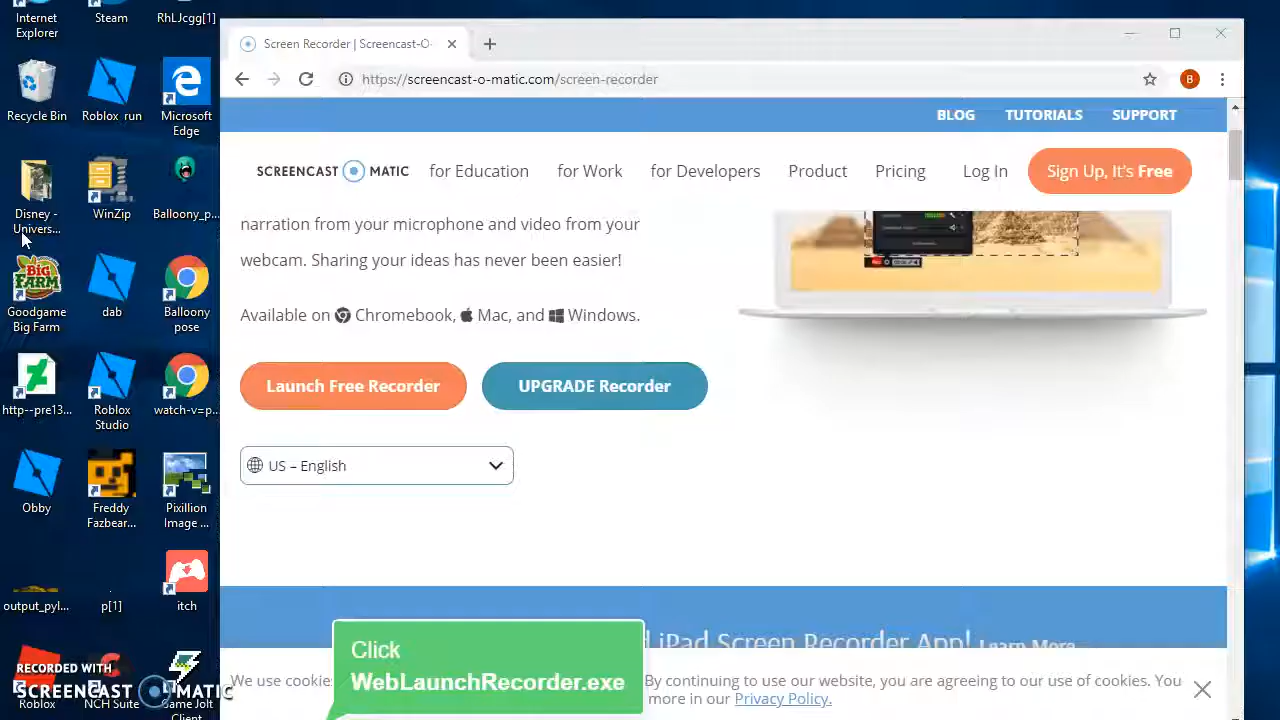 Internet Explorer
Steam
RhLJcgg[1]
Recycle Bin
Roblox run
Microsoft Edge
Disney - Univers...
WinZip
Balloony_p...
Goodgame Big Farm
dab
Balloony pose
http--pre13...
Roblox Studio
watch-v=p...
Obby
Freddy Fazbear...
Pixillion Image ...
output_pyl...
p[1]
itch
Roblox
NCH Suite
Game Jolt Client
RECORDED WITH
SCREENCAST MATIC
Screen Recorder | Screencast-O-
https://screencast-o-matic.com/screen-recorder
B
BLOG TUTORIALS SUPPORT
SCREENCAST MATIC for Education for Work for Developers Product Pricing Log In Sign Up, It's Free
narration from your microphone and video from your
webcam. Sharing your ideas has never been easier!
Available on Chromebook, Mac, and Windows.
Launch Free Recorder UPGRADE Recorder
US – English
iPad Screen Recorder App! Learn More
Click
WebLaunchRecorder.exe
We use cookie
By continuing to use our website, you are agreeing to our use of cookies. You
more in our Privacy Policy.